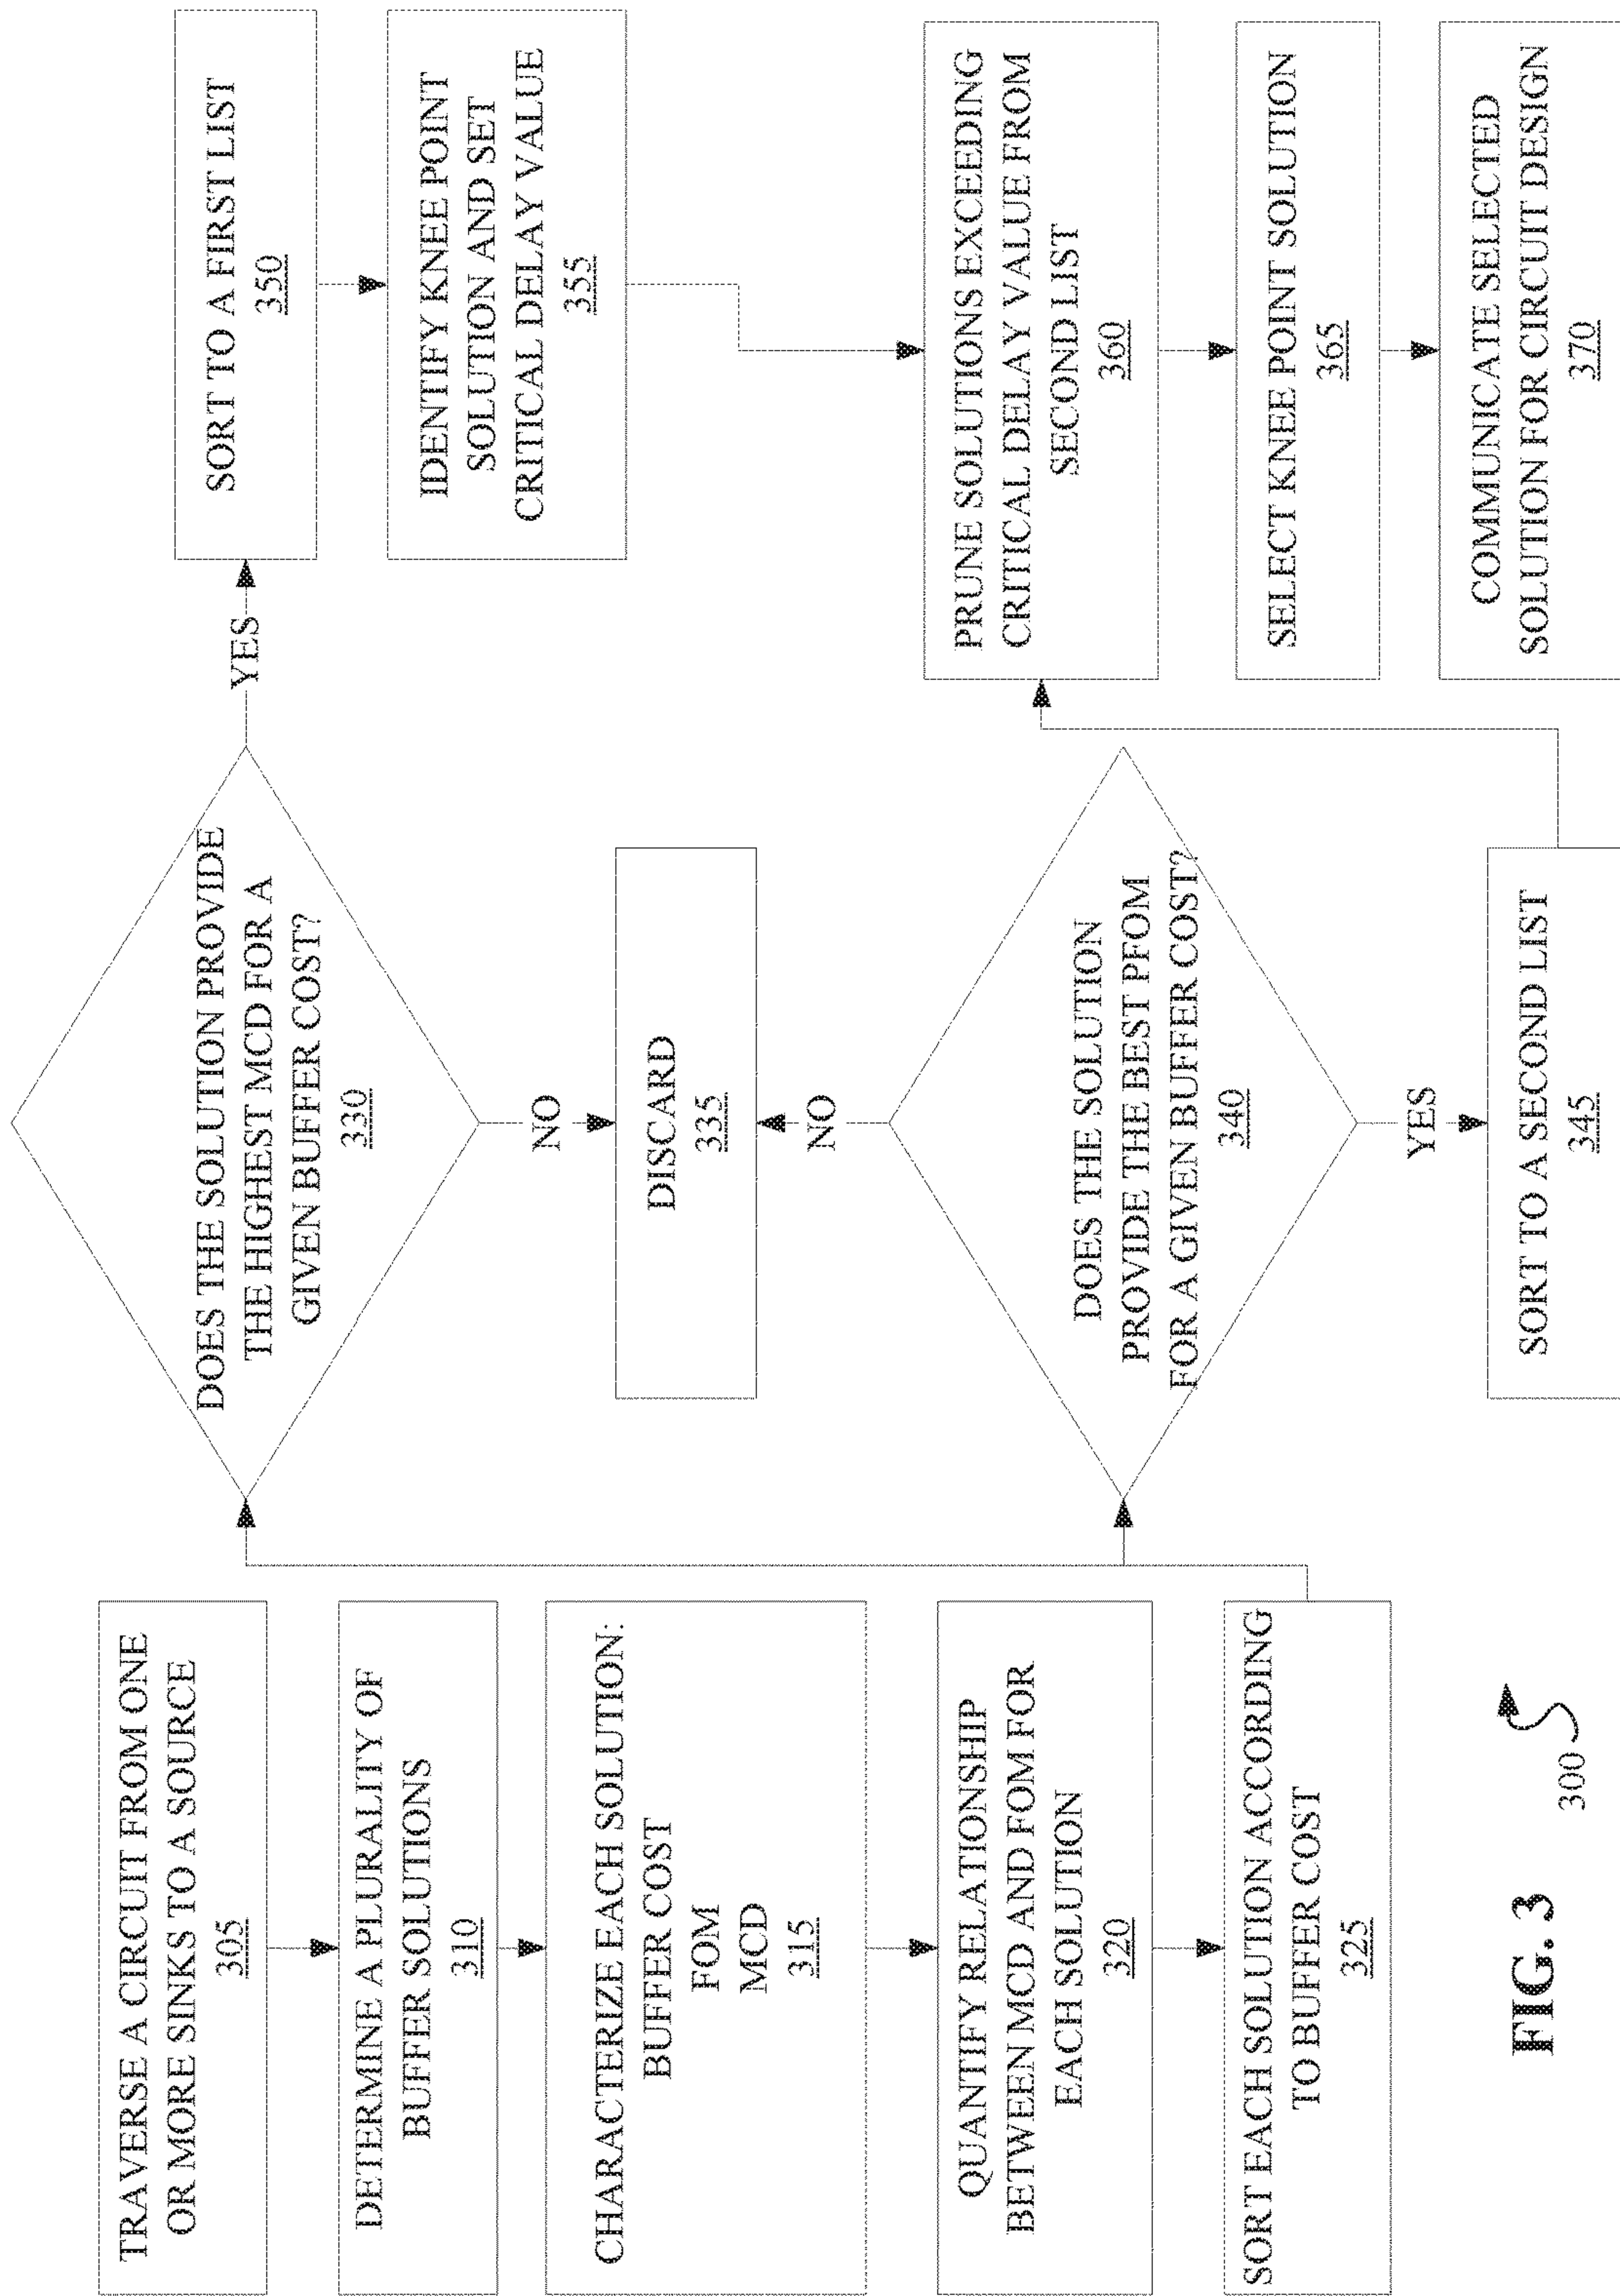 TRAVERSE A CIRCUIT FROM ONE
OR MORE SINKS TO A SOURCE
305
DETERMINE A PLURALITY OF
BUFFER SOLUTIONS
310
CHARACTERIZE EACH SOLUTION:
BUFFER COST
FOM
MCD
315
QUANTIFY RELATIONSHIP
BETWEEN MCD AND FOM FOR
EACH SOLUTION
320
SORT EACH SOLUTION ACCORDING
TO BUFFER COST
325
DOES THE SOLUTION PROVIDE
THE HIGHEST MCD FOR A
GIVEN BUFFER COST?
330
NO
DISCARD
335
NO
DOES THE SOLUTION
PROVIDE THE BEST PFOM
FOR A GIVEN BUFFER COST?
340
YES
SORT TO A SECOND LIST
345
YES
SORT TO A FIRST LIST
350
IDENTIFY KNEE POINT
SOLUTION AND SET
CRITICAL DELAY VALUE
355
PRUNE SOLUTIONS EXCEEDING
CRITICAL DELAY VALUE FROM
SECOND LIST
360
SELECT KNEE POINT SOLUTION
365
COMMUNICATE SELECTED
SOLUTION FOR CIRCUIT DESIGN
370
FIG. 3
300